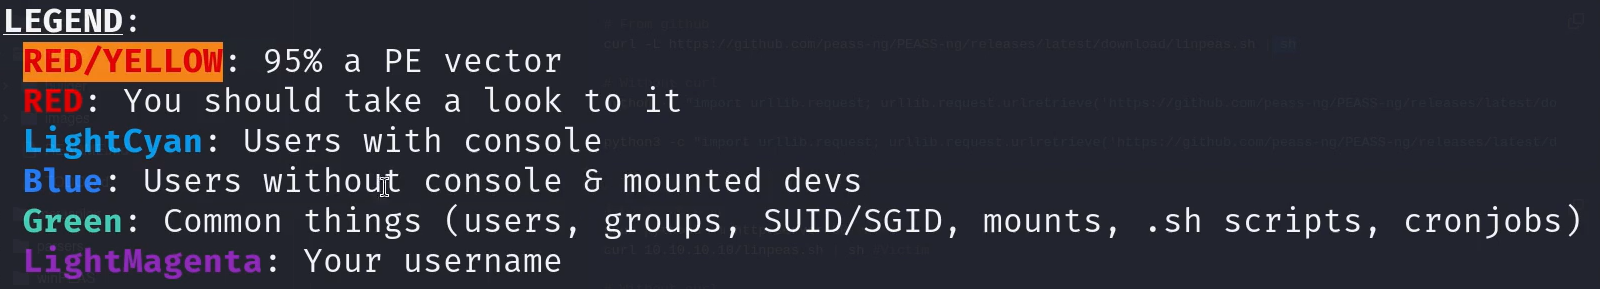 LEGEND:
RED/YELLOW: 95% a PE vector
RED: You should take a look to it
LightCyan: Users with console
Blue: Users without console & mounted devs
Green: Common things (users, groups, SUID/SGID, mounts, .sh scripts, cronjobs)
LightMagenta: Your username